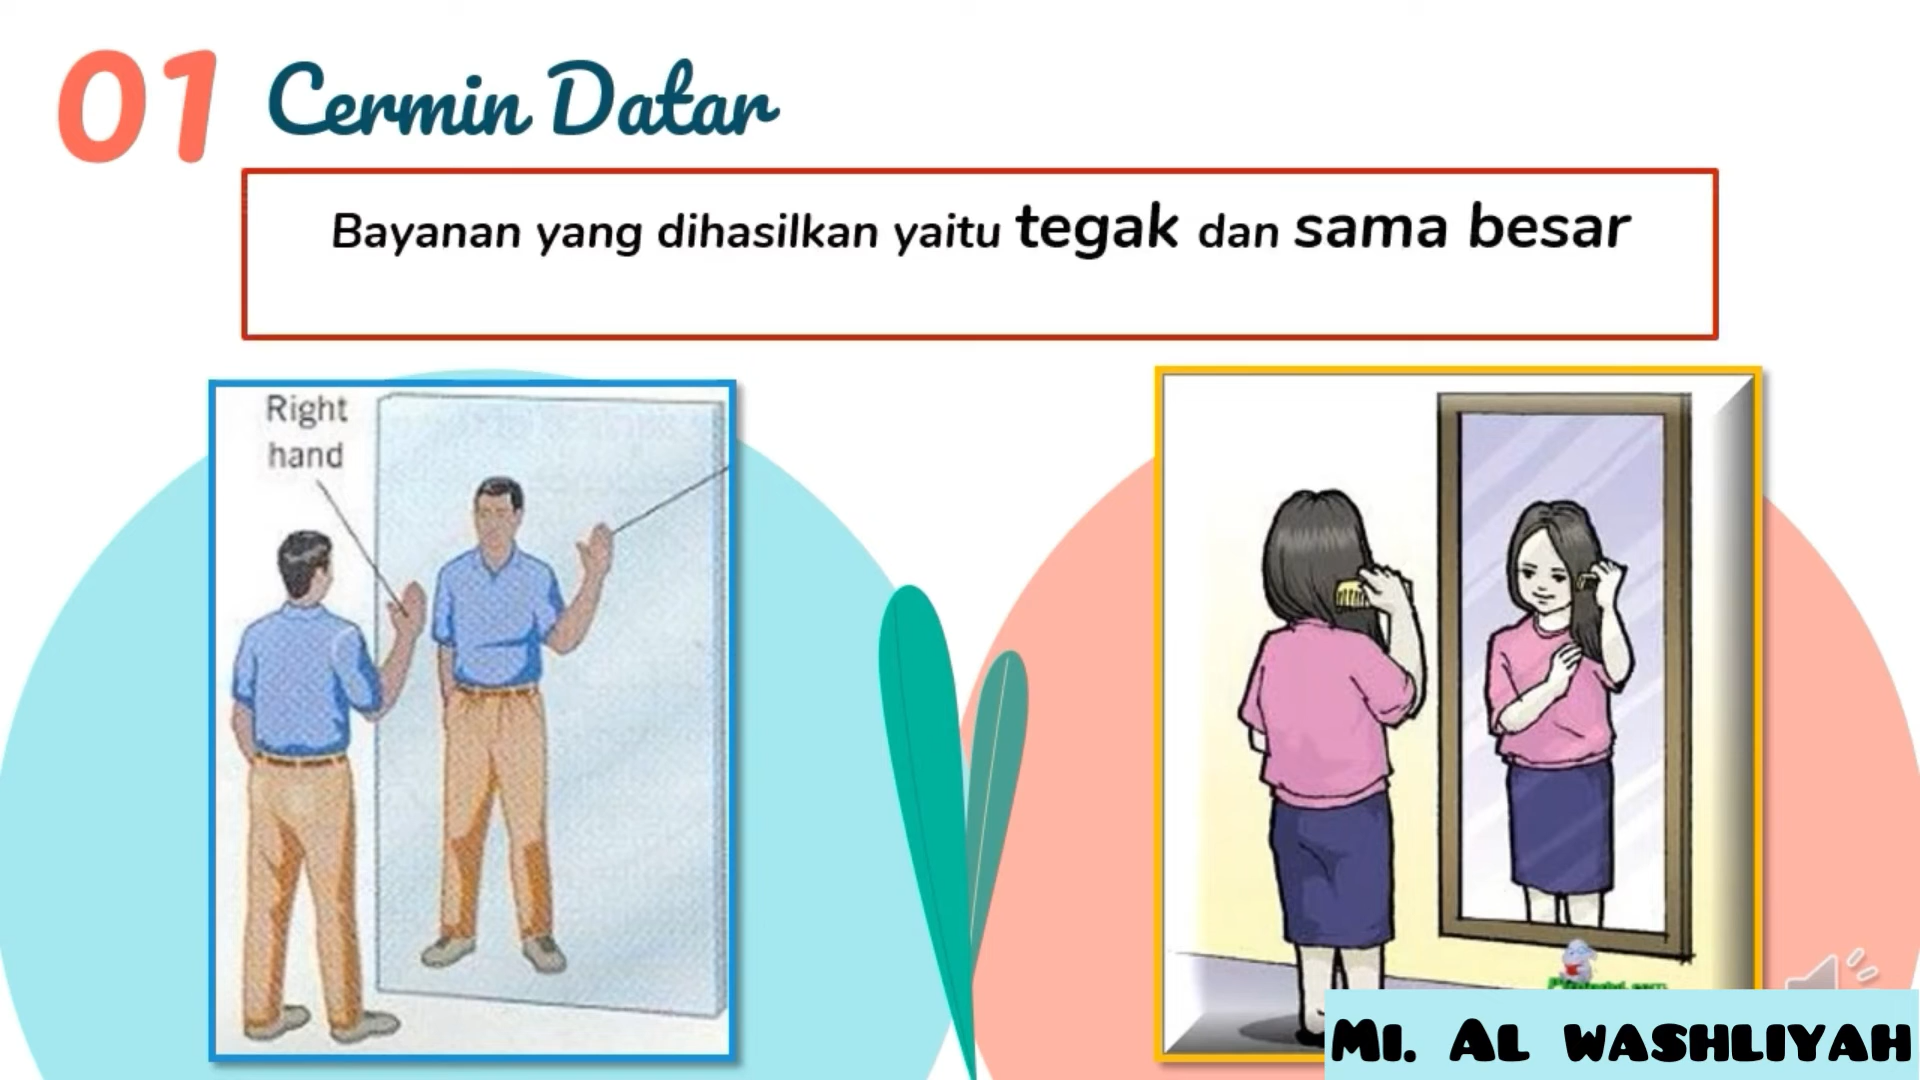 01 Cermin Datar
Bayanan yang dihasilkan yaitu tegak dan sama besar
Right
hand
MI. AL WASHLIYAH